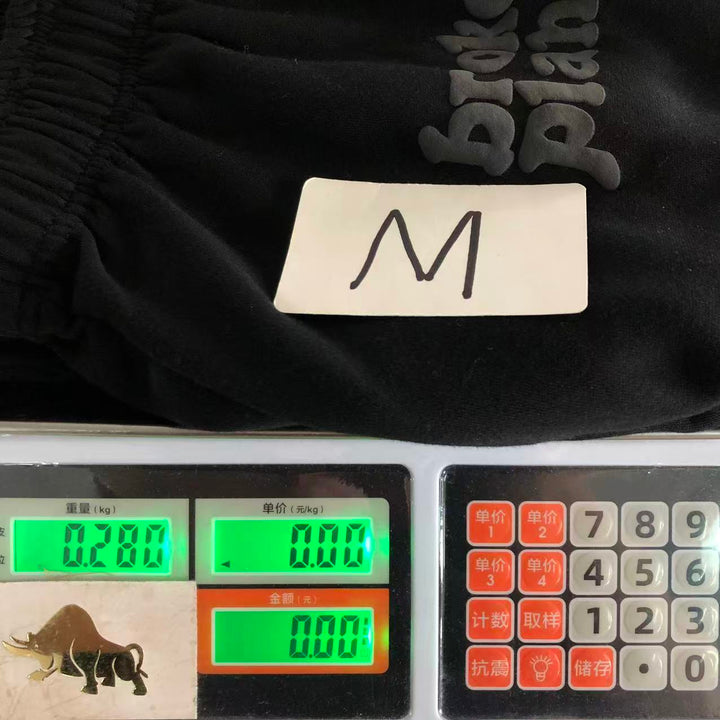 brok
plan
M
重量(kg)
单价(元/kg)
0.280
0.00
金额(元)
0.00
单价1
单价2
7
8
9
单价3
单价4
4
5
6
计数
取样
1
2
3
抗震
储存
.
0